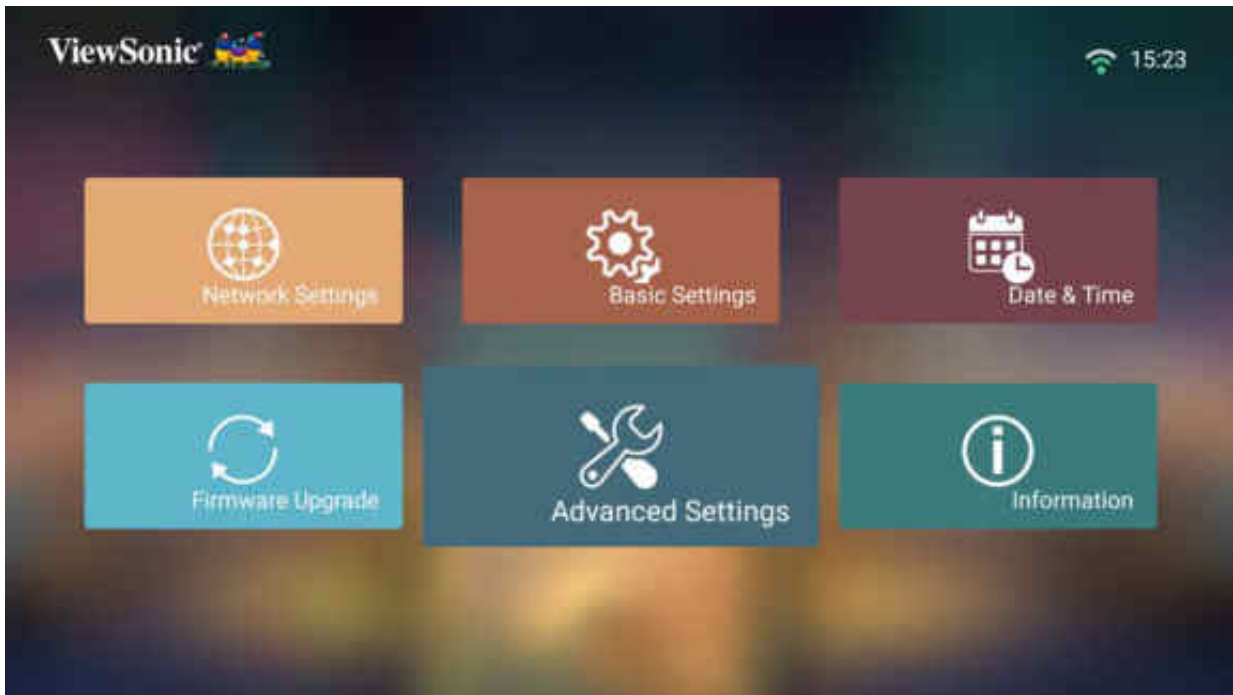 ViewSonic
15:23
Network Settings
Basic Settings
Date & Time
Firmware Upgrade
Advanced Settings
Information